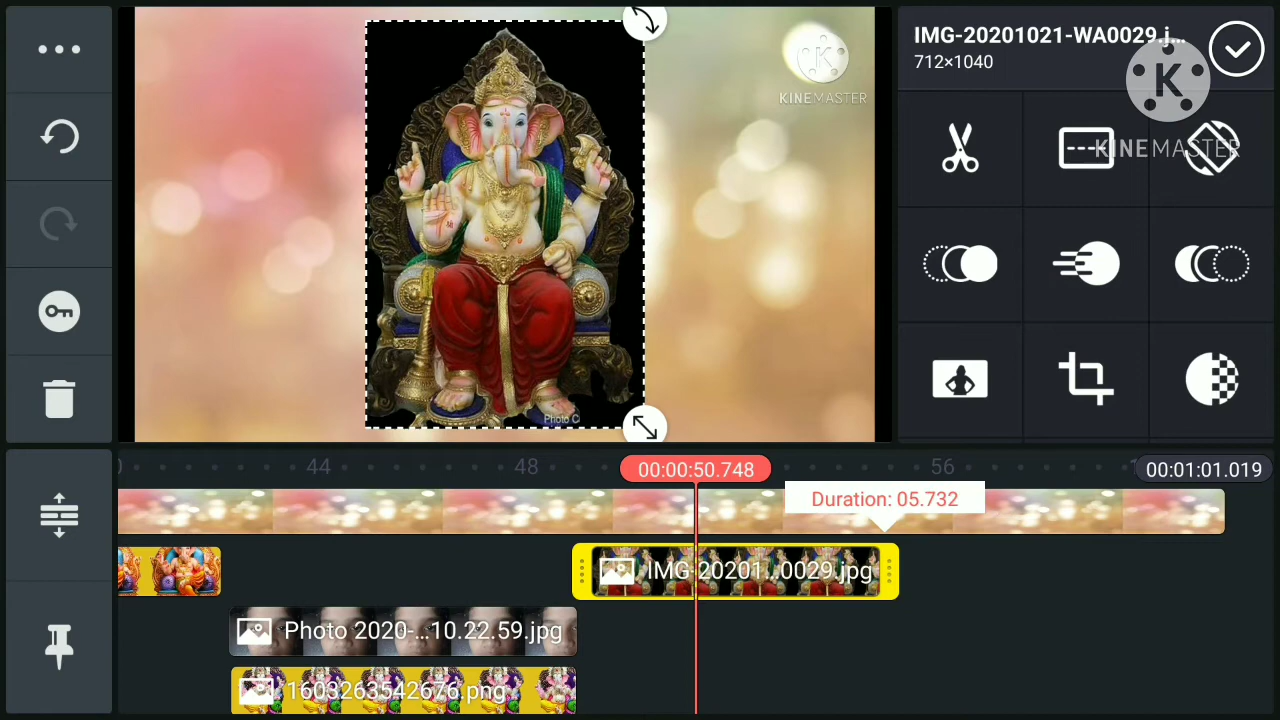 IMG-20201021-WA0029.j...
712×1040
KINEMASTER
KINEMASTER
Photo C
44
48
00:00:50.748
56
00:01:01.019
Duration: 05.732
IMG-20201..0029.jpg
Photo 2020-...10.22.59.jpg
1603263542676.png